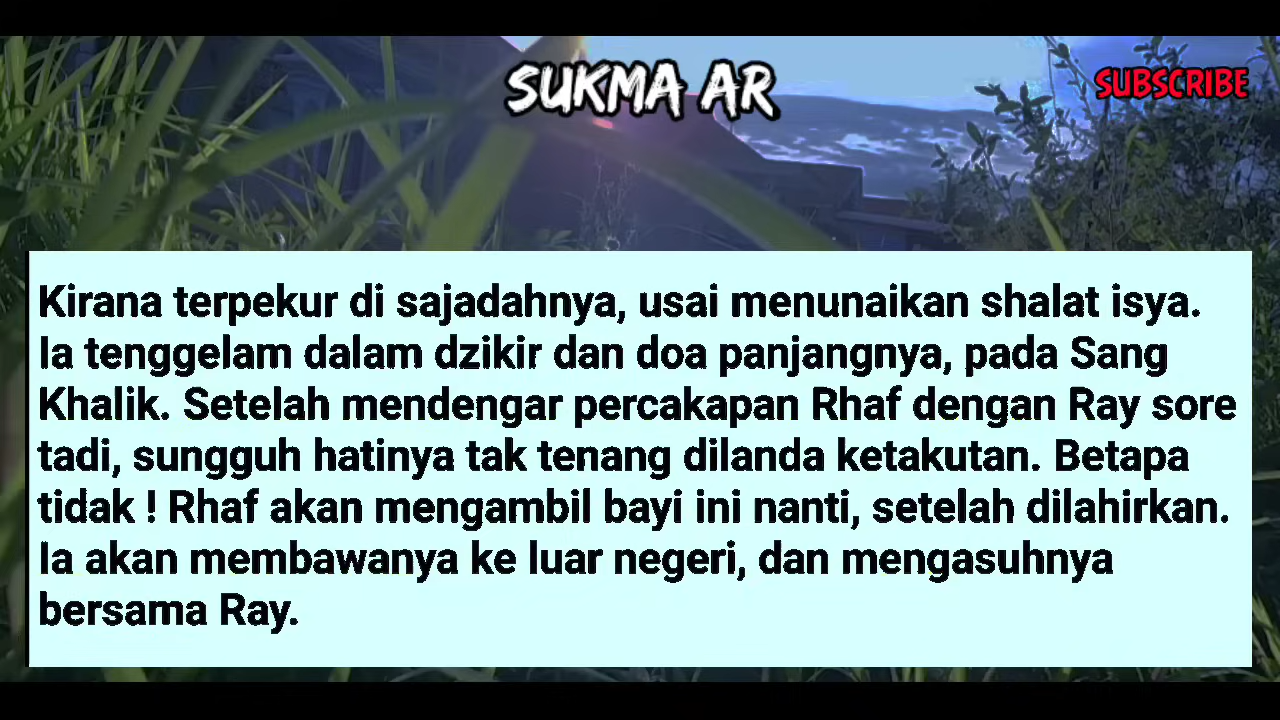 SUKMA AR
SUBSCRIBE
Kirana terpekur di sajadahnya, usai menunaikan shalat isya.
Ia tenggelam dalam dzikir dan doa panjangnya, pada Sang
Khalik. Setelah mendengar percakapan Rhaf dengan Ray sore
tadi, sungguh hatinya tak tenang dilanda ketakutan. Betapa
tidak ! Rhaf akan mengambil bayi ini nanti, setelah dilahirkan.
Ia akan membawanya ke luar negeri, dan mengasuhnya
bersama Ray.